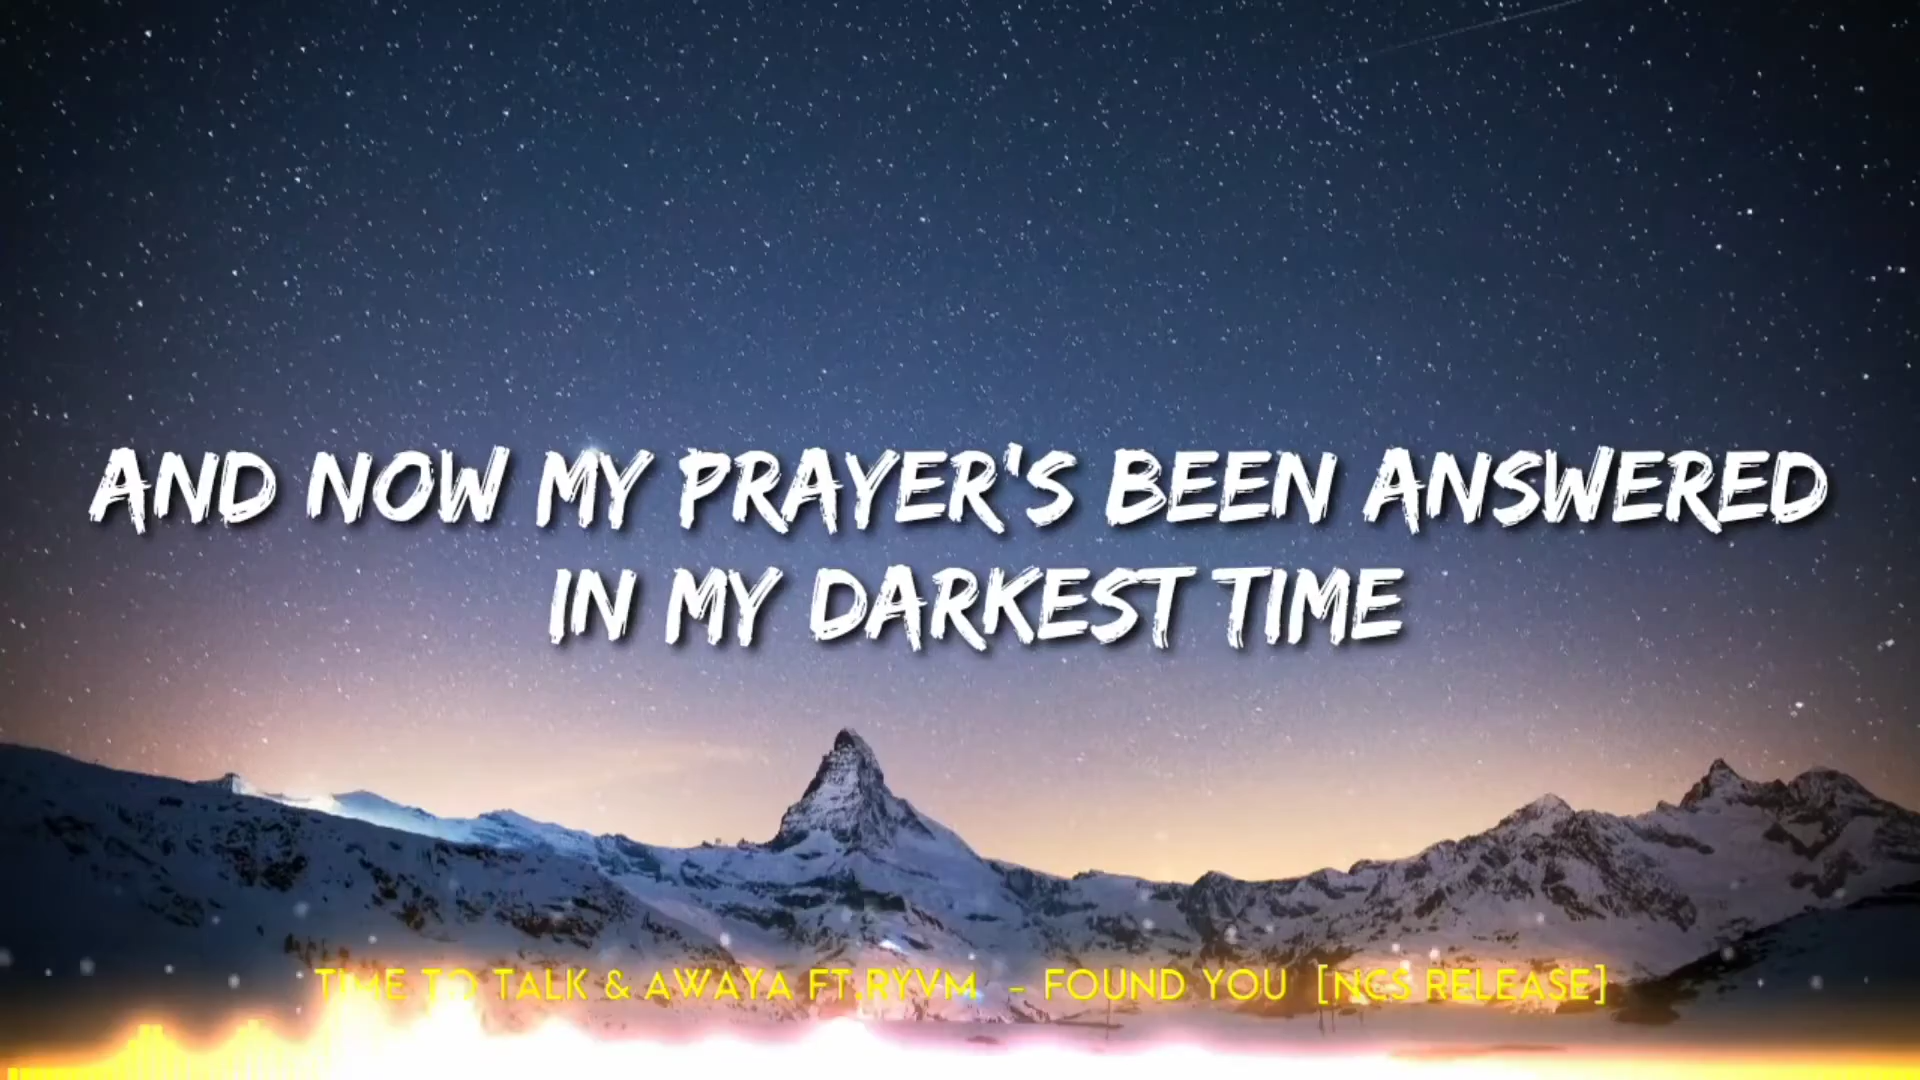 AND NOW MY PRAYER'S BEEN ANSWERED
IN MY DARKEST TIME
TIME TO TALK & AWAYA FT.RYVM - FOUND YOU [NCS RELEASE]